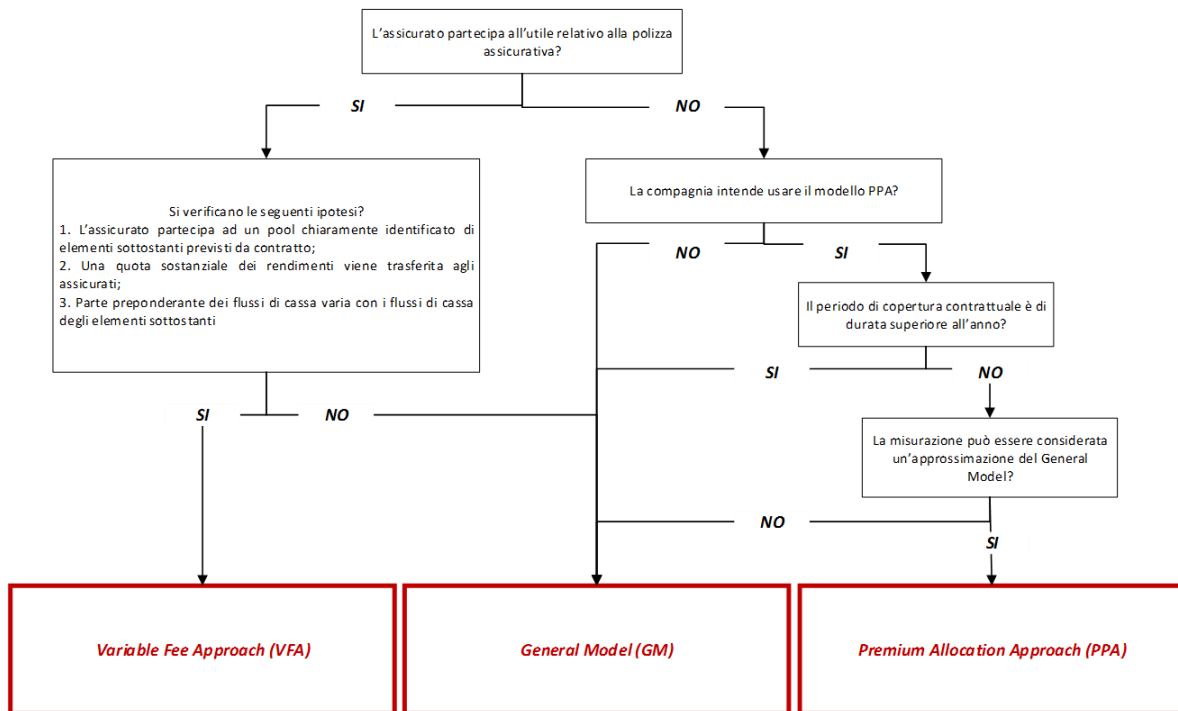 L'assicurato partecipa all'utile relativo alla polizza
assicurativa?
SI
NO
Si verificano le seguenti ipotesi?
1. L'assicurato partecipa ad un pool chiaramente identificato di
elementi sottostanti previsti da contratto;
2. Una quota sostanziale dei rendimenti viene trasferita agli
assicurati;
3. Parte preponderante dei flussi di cassa varia con i flussi di cassa
degli elementi sottostanti
La compagnia intende usare il modello PPA?
NO
SI
Il periodo di copertura contrattuale è di
durata superiore all'anno?
SI
NO
SI
NO
La misurazione può essere considerata
un'approssimazione del General
Model?
NO
SI
Variable Fee Approach (VFA)
General Model (GM)
Premium Allocation Approach (PPA)